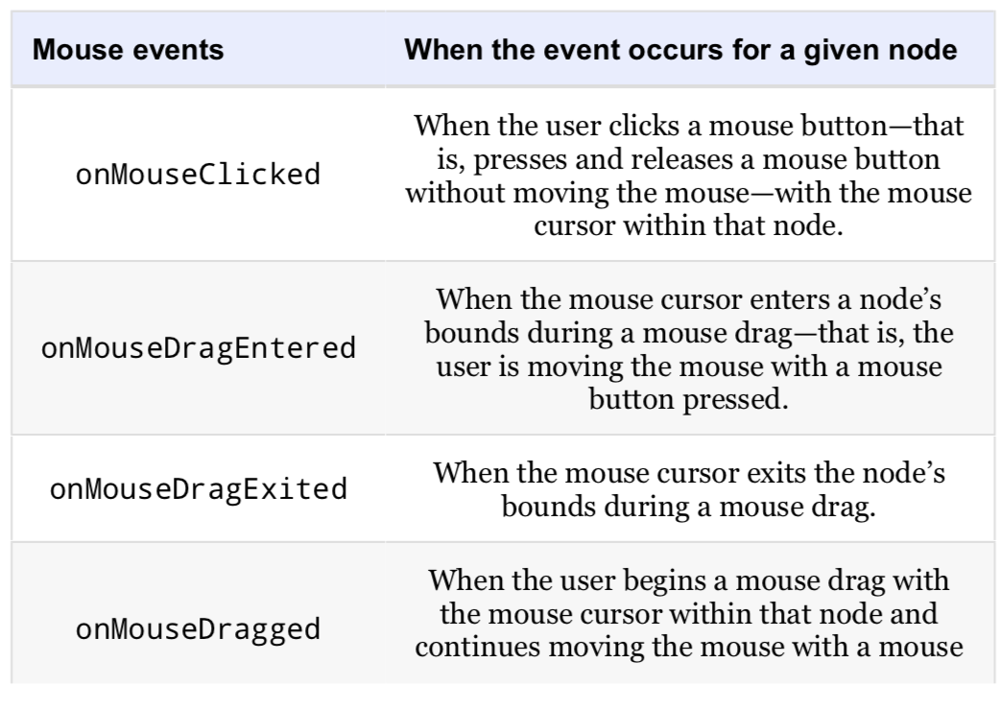 Mouse events
When the event occurs for a given node
onMouseClicked
When the user clicks a mouse button—that
is, presses and releases a mouse button
without moving the mouse—with the mouse
cursor within that node.
onMouseDragEntered
When the mouse cursor enters a node’s
bounds during a mouse drag—that is, the
user is moving the mouse with a mouse
button pressed.
onMouseDragExited
When the mouse cursor exits the node’s
bounds during a mouse drag.
onMouseDragged
When the user begins a mouse drag with
the mouse cursor within that node and
continues moving the mouse with a mouse